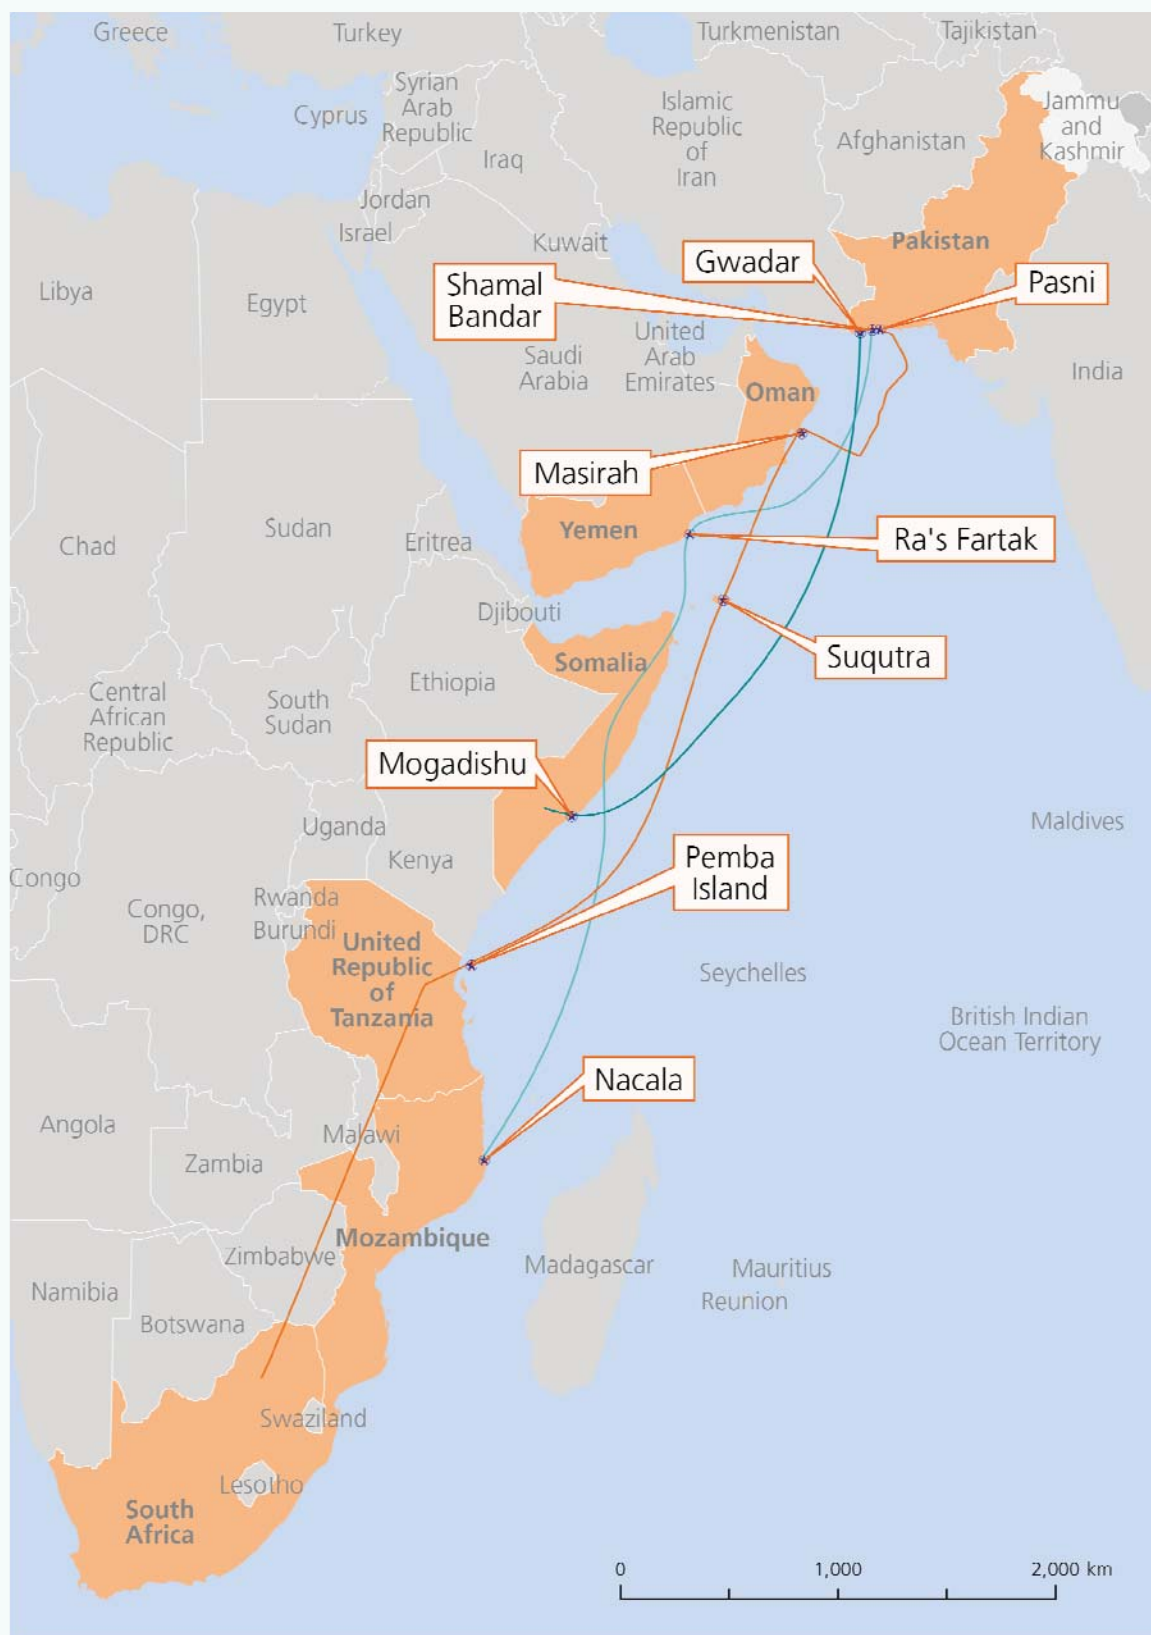 Greece
Turkey
Turkmenistan
Tajikistan
Cyprus
Syrian
Arab
Republic
Iraq
Islamic
Republic
of
Iran
Afghanistan
Jammu
and
Kashmir
Jordan
Israel
Kuwait
Pakistan
Libya
Egypt
Shamal
Bandar
Gwadar
Pasni
United
Arab
Emirates
Saudi
Arabia
Oman
India
Masirah
Chad
Sudan
Eritrea
Yemen
Ra's Fartak
Djibouti
Somalia
Suqutra
Central
African
Republic
South
Sudan
Ethiopia
Mogadishu
Uganda
Kenya
Maldives
Congo
Congo,
DRC
Rwanda
Burundi
Pemba
Island
United
Republic
of
Tanzania
Seychelles
British Indian
Ocean Territory
Nacala
Angola
Zambia
Malawi
Mozambique
Zimbabwe
Madagascar
Mauritius
Reunion
Namibia
Botswana
Swaziland
Lesotho
South
Africa
0 1,000 2,000 km